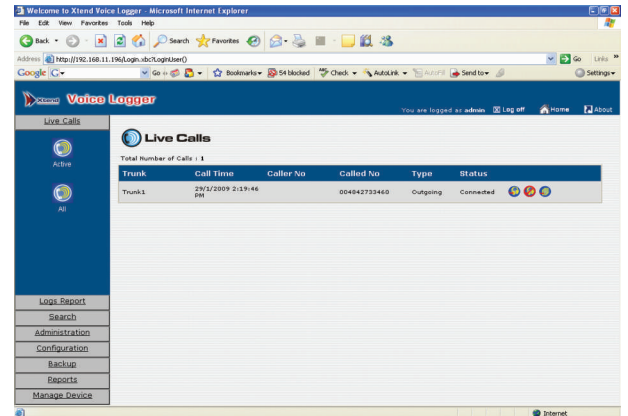 Welcome to Xtend Voice Logger - Microsoft Internet Explorer
File Edit View Favorites Tools Help
Back Search Favorites
Address http://192.168.11.196/Login.xbc?LoginUser() Go Links »
Google G Go Bookmarks 54 blocked Check AutoLink AutoFill Send to Settings
xtend Voice Logger
You are logged as admin Log off Home About
Live Calls
Active
All
Logs Report
Search
Administration
Configuration
Backup
Reports
Manage Device
Live Calls
Total Number of Calls : 1
Trunk Call Time Caller No Called No Type Status
Trunk1 29/1/2009 2:19:46 PM 004842733460 Outgoing Connected
Internet